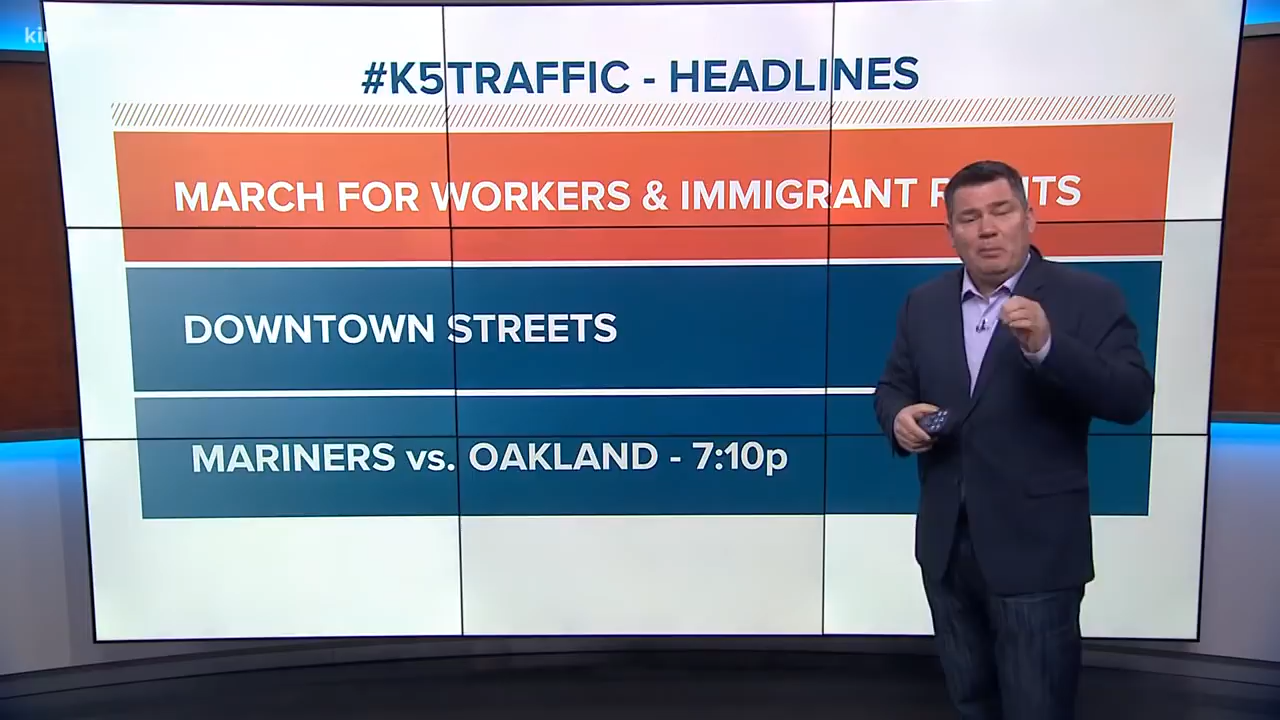 #K5TRAFFIC - HEADLINES
MARCH FOR WORKERS & IMMIGRANT
DOWNTOWN STREETS
MARINERS vs. OAKLAND - 7:10p